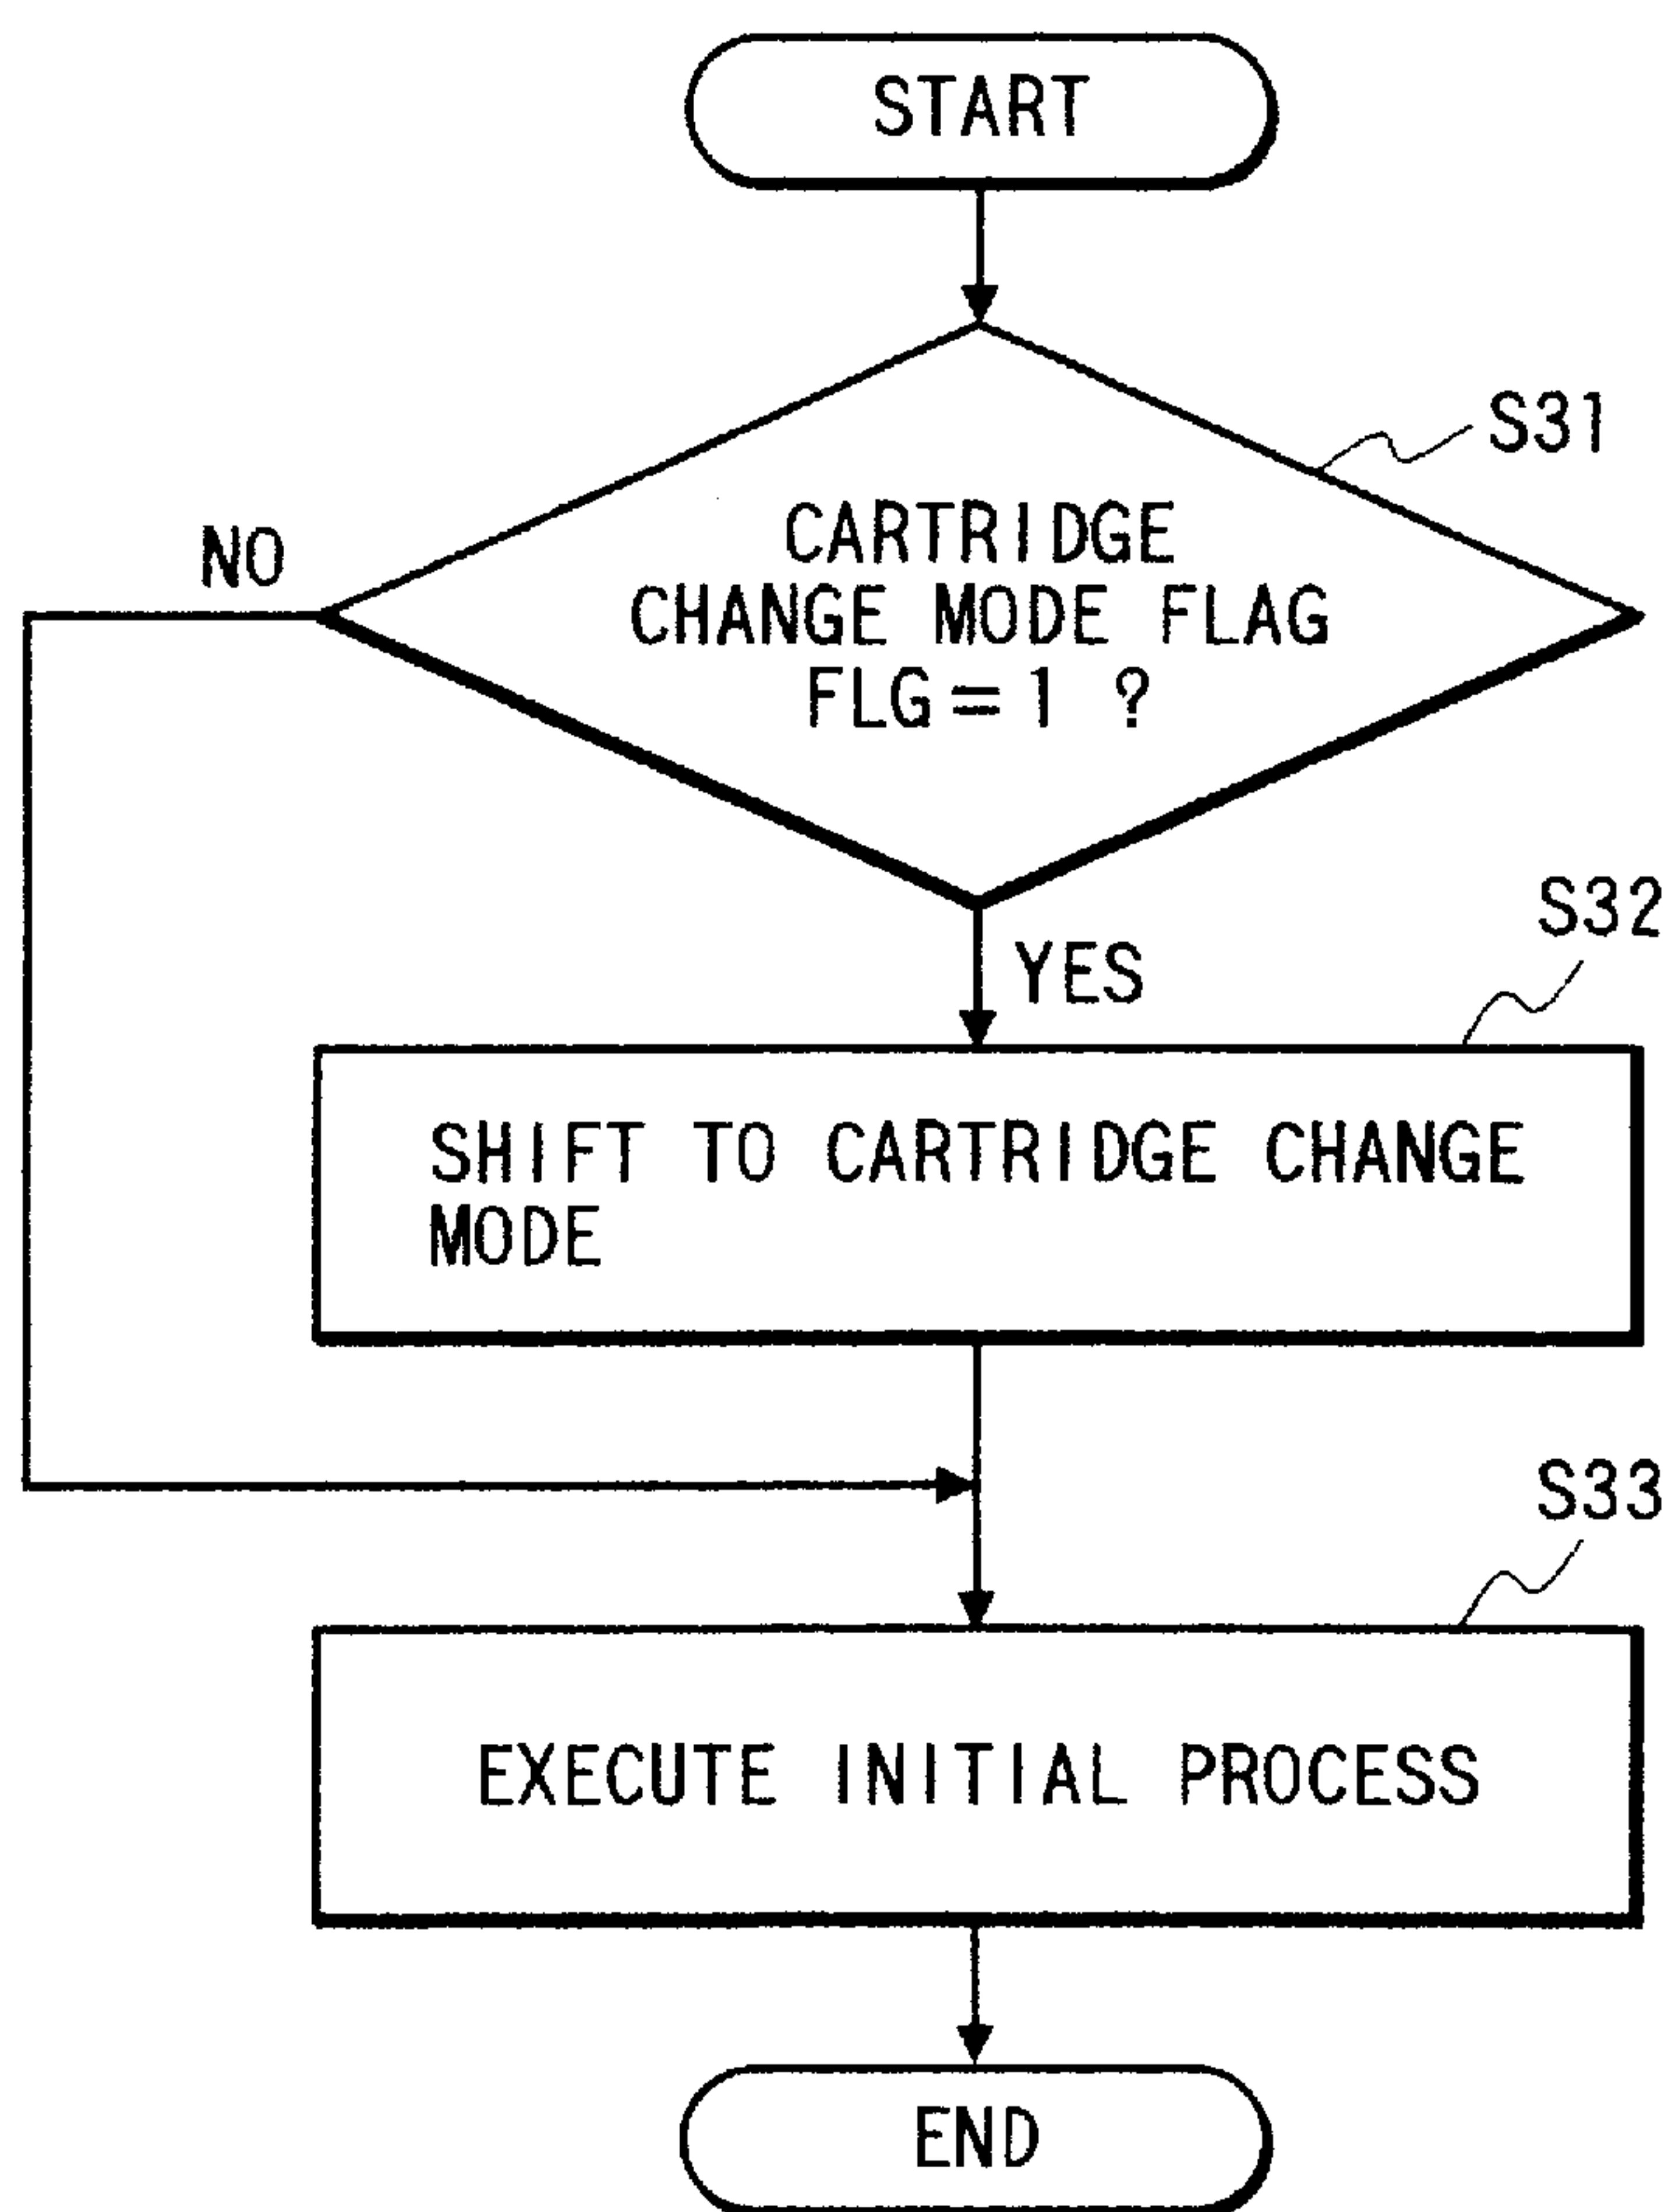 START
S31
CARTRIDGE
CHANGE MODE FLAG
FLG=1 ?
NO
YES
S32
SHIFT TO CARTRIDGE CHANGE
MODE
S33
EXECUTE INITIAL PROCESS
END